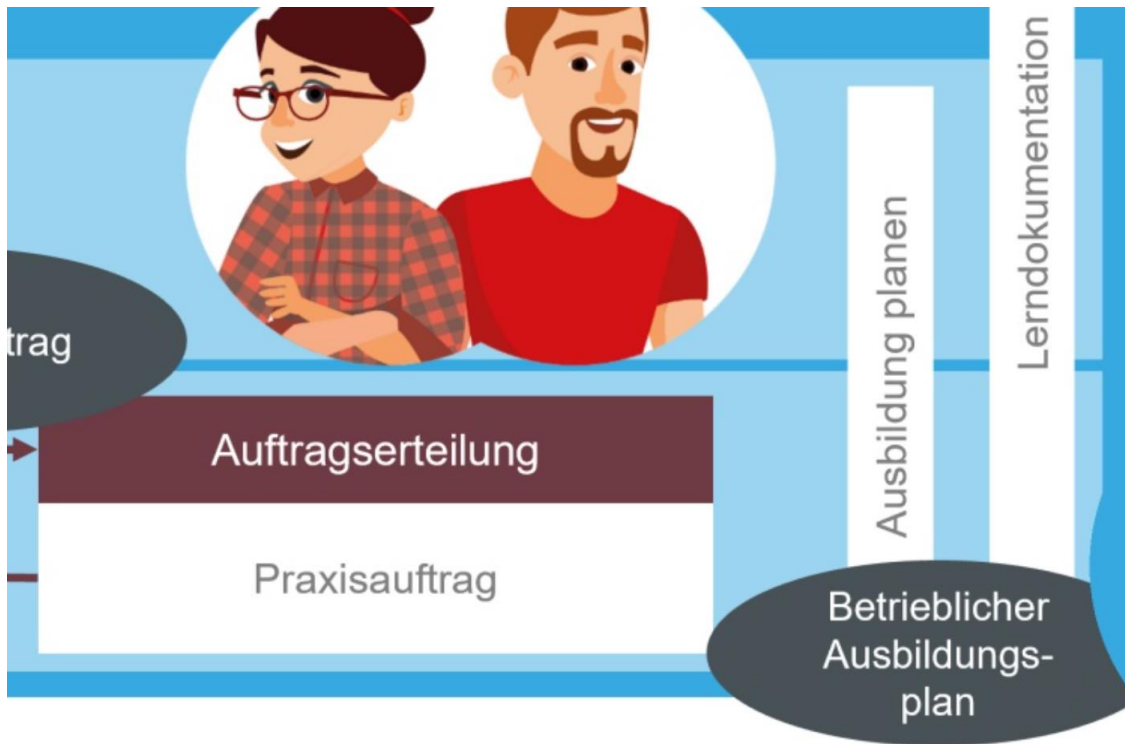 Lerndokumentation
Ausbildung planen
trag
Auftragserteilung
Praxisauftrag
Betrieblicher
Ausbildungs-
plan